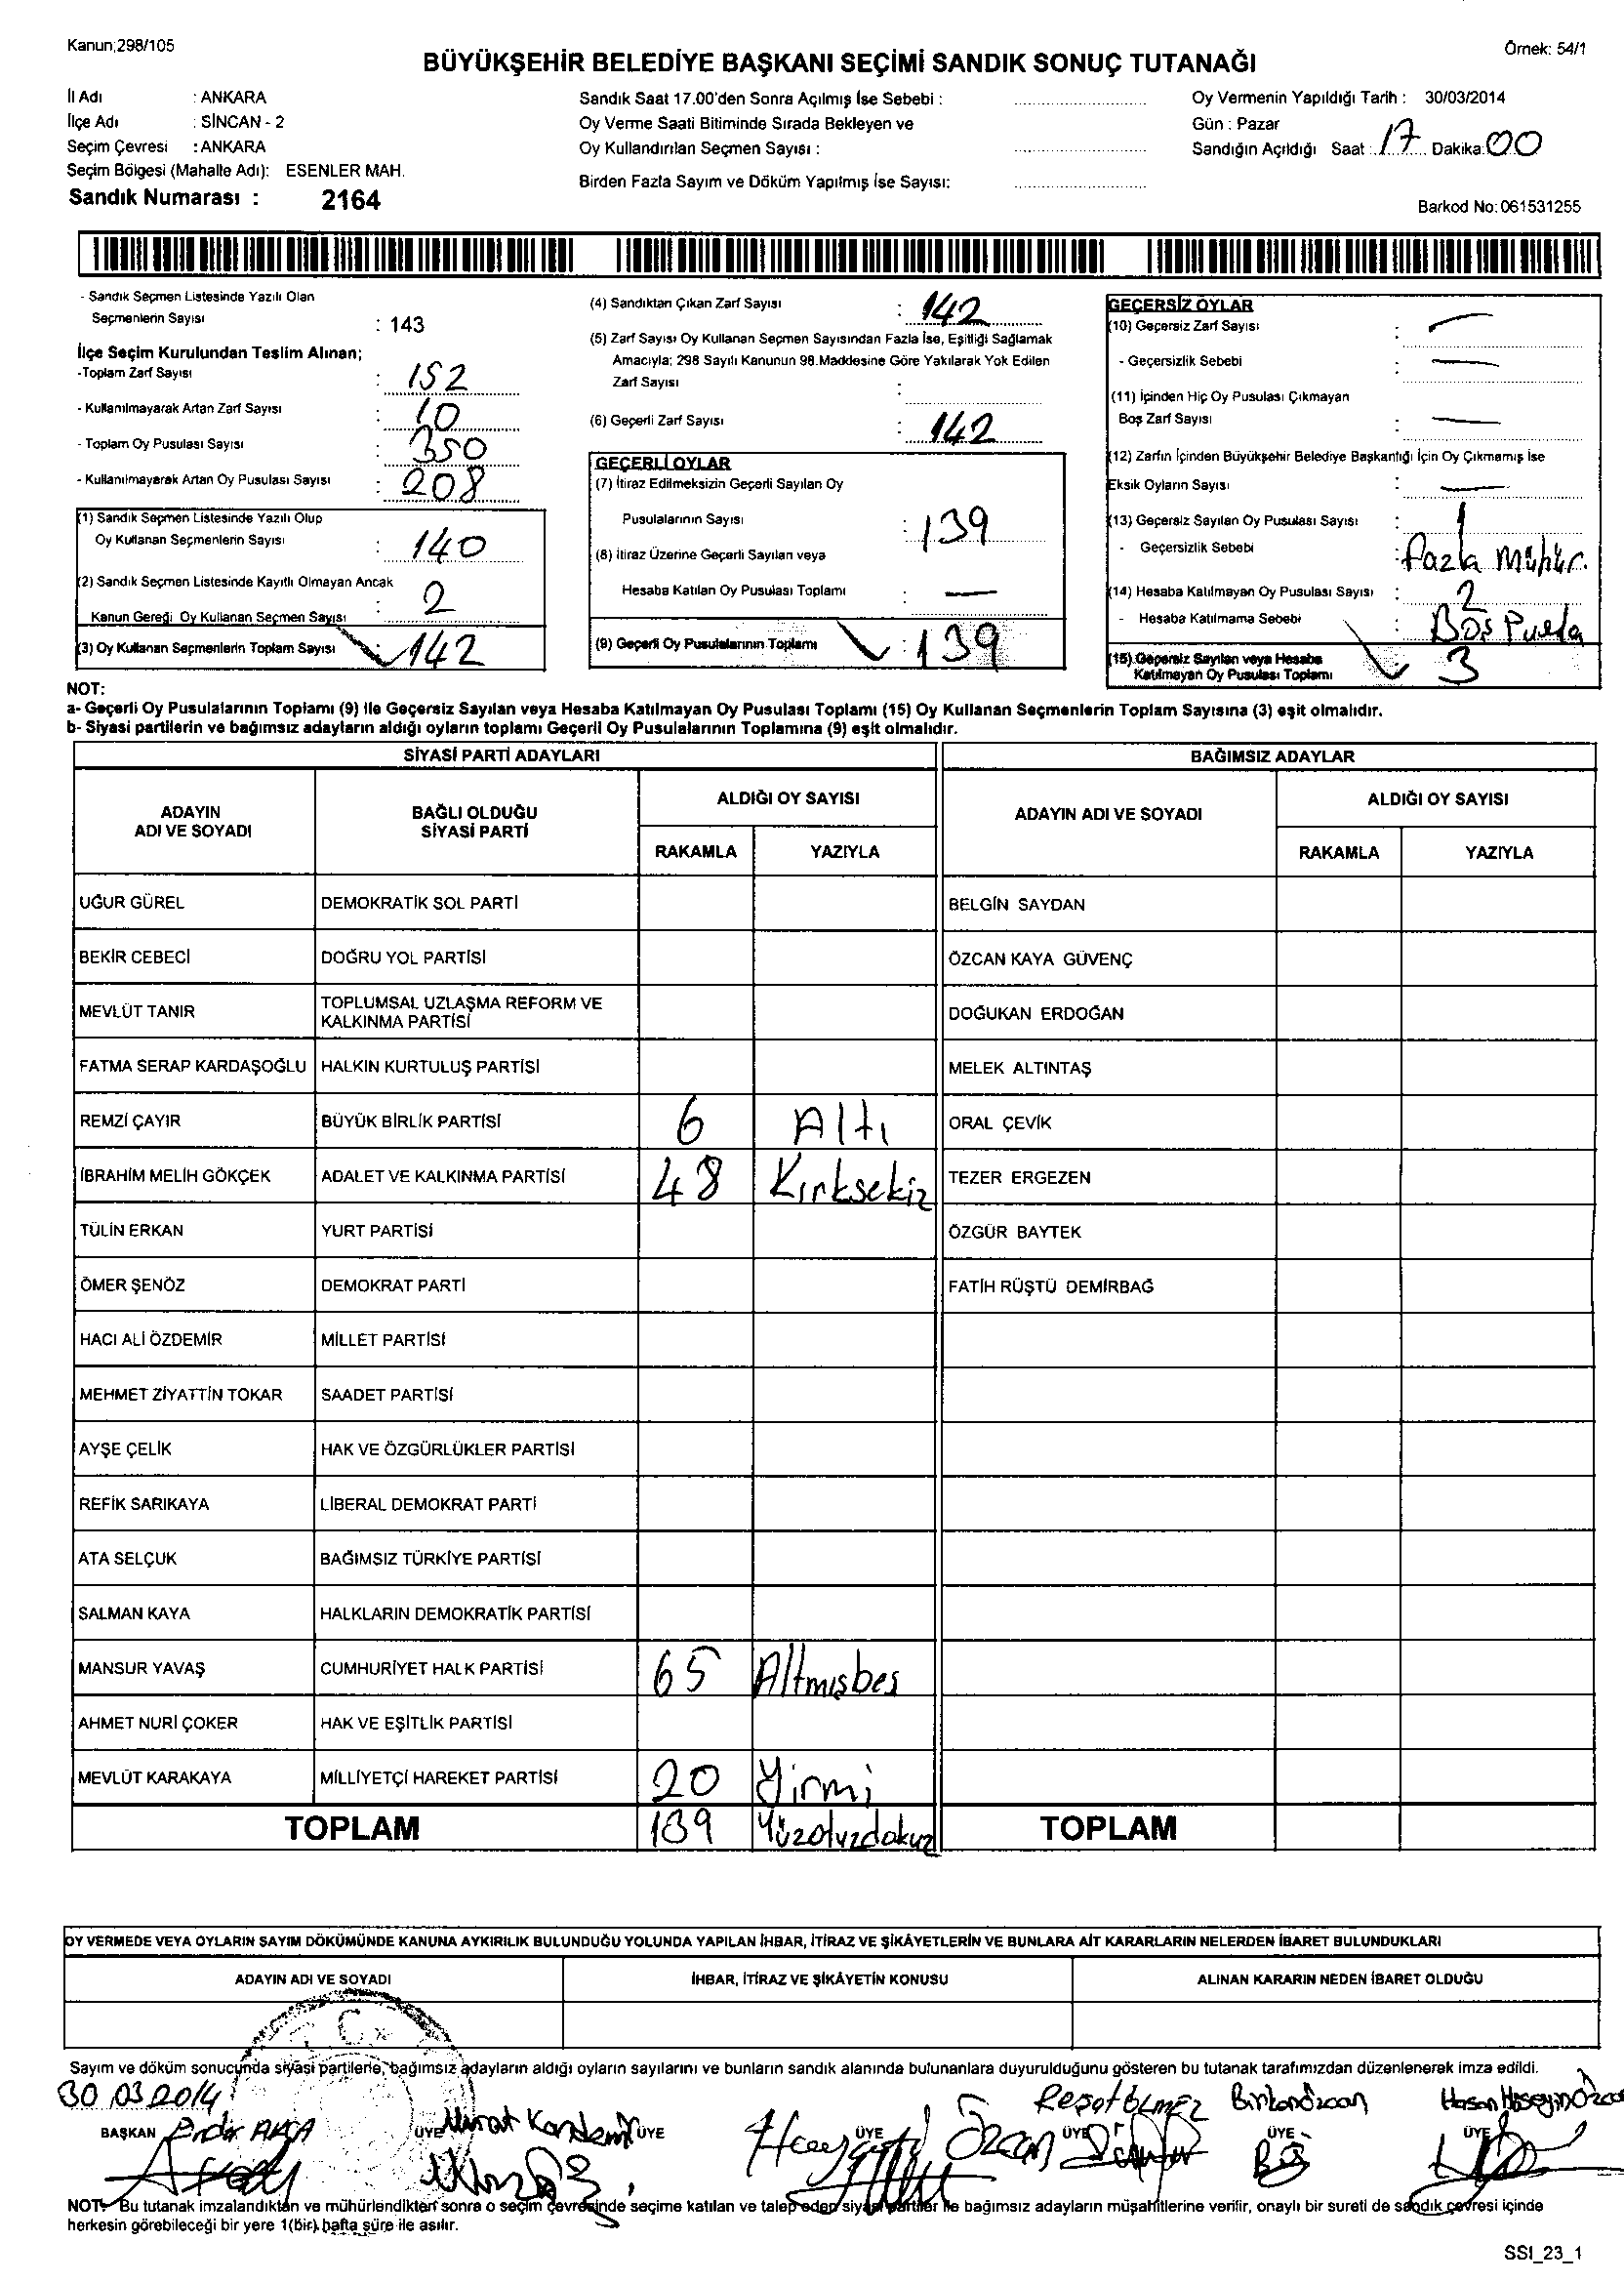 Kanun;298/105
Örnek: 54/1
BÜYÜKŞEHİR BELEDİYE BAŞKANI SEÇİMİ SANDIK SONUÇ TUTANAĞI
İl Adı : ANKARA
İlçe Adı : SİNCAN - 2
Seçim Çevresi : ANKARA
Seçim Bölgesi (Mahalle Adı): ESENLER MAH.
Sandık Numarası : 2164
Sandık Saat 17.00'den Sonra Açılmış İse Sebebi :
Oy Verme Saati Bitiminde Sırada Bekleyen ve
Oy Kullandırılan Seçmen Sayısı :
Birden Fazla Sayım ve Döküm Yapılmış İse Sayısı:
Oy Vermenin Yapıldığı Tarih : 30/03/2014
Gün : Pazar
Sandığın Açıldığı Saat : 17 Dakika: 00
Barkod No: 061531255
- Sandık Seçmen Listesinde Yazılı Olan
Seçmenlerin Sayısı : 143
İlçe Seçim Kurulundan Teslim Alınan;
-Toplam Zarf Sayısı : 152
- Kullanılmayarak Artan Zarf Sayısı : 10
- Toplam Oy Pusulası Sayısı : 350
- Kullanılmayarak Artan Oy Pusulası Sayısı : 208
(1) Sandık Seçmen Listesinde Yazılı Olup
Oy Kullanan Seçmenlerin Sayısı : 140
(2) Sandık Seçmen Listesinde Kayıtlı Olmayan Ancak
Kanun Gereği Oy Kullanan Seçmen Sayısı : 2
(3) Oy Kullanan Seçmenlerin Toplam Sayısı : 142
(4) Sandıktan Çıkan Zarf Sayısı : 142
(5) Zarf Sayısı Oy Kullanan Seçmen Sayısından Fazla İse, Eşitliği Sağlamak
Amacıyla; 298 Sayılı Kanunun 98.Maddesine Göre Yakılarak Yok Edilen
Zarf Sayısı :
(6) Geçerli Zarf Sayısı : 142
GEÇERLİ OYLAR
(7) İtiraz Edilmeksizin Geçerli Sayılan Oy
Pusulalarının Sayısı : 139
(8) İtiraz Üzerine Geçerli Sayılan veya
Hesaba Katılan Oy Pusulası Toplamı : —
(9) Geçerli Oy Pusulalarının Toplamı : 139
GEÇERSİZ OYLAR
(10) Geçersiz Zarf Sayısı : —
- Geçersizlik Sebebi : —
(11) İçinden Hiç Oy Pusulası Çıkmayan
Boş Zarf Sayısı : —
(12) Zarfın İçinden Büyükşehir Belediye Başkanlığı İçin Oy Çıkmamış İse
Eksik Oyların Sayısı : —
(13) Geçersiz Sayılan Oy Pusulası Sayısı : 1
- Geçersizlik Sebebi : fazla mühür.
(14) Hesaba Katılmayan Oy Pusulası Sayısı : 2
- Hesaba Katılmama Sebebi : Boş Pusula
(15) Geçersiz Sayılan veya Hesaba
Katılmayan Oy Pusulası Toplamı 3
NOT:
a- Geçerli Oy Pusulalarının Toplamı (9) ile Geçersiz Sayılan veya Hesaba Katılmayan Oy Pusulası Toplamı (15) Oy Kullanan Seçmenlerin Toplam Sayısına (3) eşit olmalıdır.
b- Siyasi partilerin ve bağımsız adayların aldığı oyların toplamı Geçerli Oy Pusulalarının Toplamına (9) eşit olmalıdır.
SİYASİ PARTİ ADAYLARI
ADAYIN
ADI VE SOYADI
BAĞLI OLDUĞU
SİYASİ PARTİ
ALDIĞI OY SAYISI
RAKAMLA YAZIYLA
UĞUR GÜREL DEMOKRATİK SOL PARTİ
BEKİR CEBECİ DOĞRU YOL PARTİSİ
MEVLÜT TANIR TOPLUMSAL UZLAŞMA REFORM VE
KALKINMA PARTİSİ
FATMA SERAP KARDAŞOĞLU HALKIN KURTULUŞ PARTİSİ
REMZİ ÇAYIR BÜYÜK BİRLİK PARTİSİ 6 Altı
İBRAHİM MELİH GÖKÇEK ADALET VE KALKINMA PARTİSİ 48 Kırksekiz
TÜLİN ERKAN YURT PARTİSİ
ÖMER ŞENÖZ DEMOKRAT PARTİ
HACI ALİ ÖZDEMİR MİLLET PARTİSİ
MEHMET ZİYATTİN TOKAR SAADET PARTİSİ
AYŞE ÇELİK HAK VE ÖZGÜRLÜKLER PARTİSİ
REFİK SARIKAYA LİBERAL DEMOKRAT PARTİ
ATA SELÇUK BAĞIMSIZ TÜRKİYE PARTİSİ
SALMAN KAYA HALKLARIN DEMOKRATİK PARTİSİ
MANSUR YAVAŞ CUMHURİYET HALK PARTİSİ 65 Altmışbeş
AHMET NURİ ÇOKER HAK VE EŞİTLİK PARTİSİ
MEVLÜT KARAKAYA MİLLİYETÇİ HAREKET PARTİSİ 20 Yirmi
TOPLAM 139 Yüzotuzdokuz
BAĞIMSIZ ADAYLAR
ADAYIN ADI VE SOYADI
ALDIĞI OY SAYISI
RAKAMLA YAZIYLA
BELGİN SAYDAN
ÖZCAN KAYA GÜVENÇ
DOĞUKAN ERDOĞAN
MELEK ALTINTAŞ
ORAL ÇEVİK
TEZER ERGEZEN
ÖZGÜR BAYTEK
FATİH RÜŞTÜ DEMİRBAĞ
TOPLAM
OY VERMEDE VEYA OYLARIN SAYIM DÖKÜMÜNDE KANUNA AYKIRILIK BULUNDUĞU YOLUNDA YAPILAN İHBAR, İTİRAZ VE ŞİKÂYETLERİN VE BUNLARA AİT KARARLARIN NELERDEN İBARET BULUNDUKLARI
ADAYIN ADI VE SOYADI İHBAR, İTİRAZ VE ŞİKÂYETİN KONUSU ALINAN KARARIN NEDEN İBARET OLDUĞU
Sayım ve döküm sonucunda siyasi partilerle, bağımsız adayların aldığı oyların sayılarını ve bunların sandık alanında bulunanlara duyurulduğunu gösteren bu tutanak tarafımızdan düzenlenerek imza edildi.
30.03.2014
BAŞKAN ÜYE Murat ÜYE ÜYE Özcan ÜYE Reşat ÖLMEZ ÜYE ÜYE Hasan Hüseyin
NOT: Bu tutanak imzalandıktan ve mühürlendikten sonra o seçim çevresinde seçime katılan ve talep eden siyasi partiler ile bağımsız adayların müşahitlerine verilir, onaylı bir sureti de sandık çevresi içinde
herkesin görebileceği bir yere 1(bir) hafta süre ile asılır.
SSI_23_1